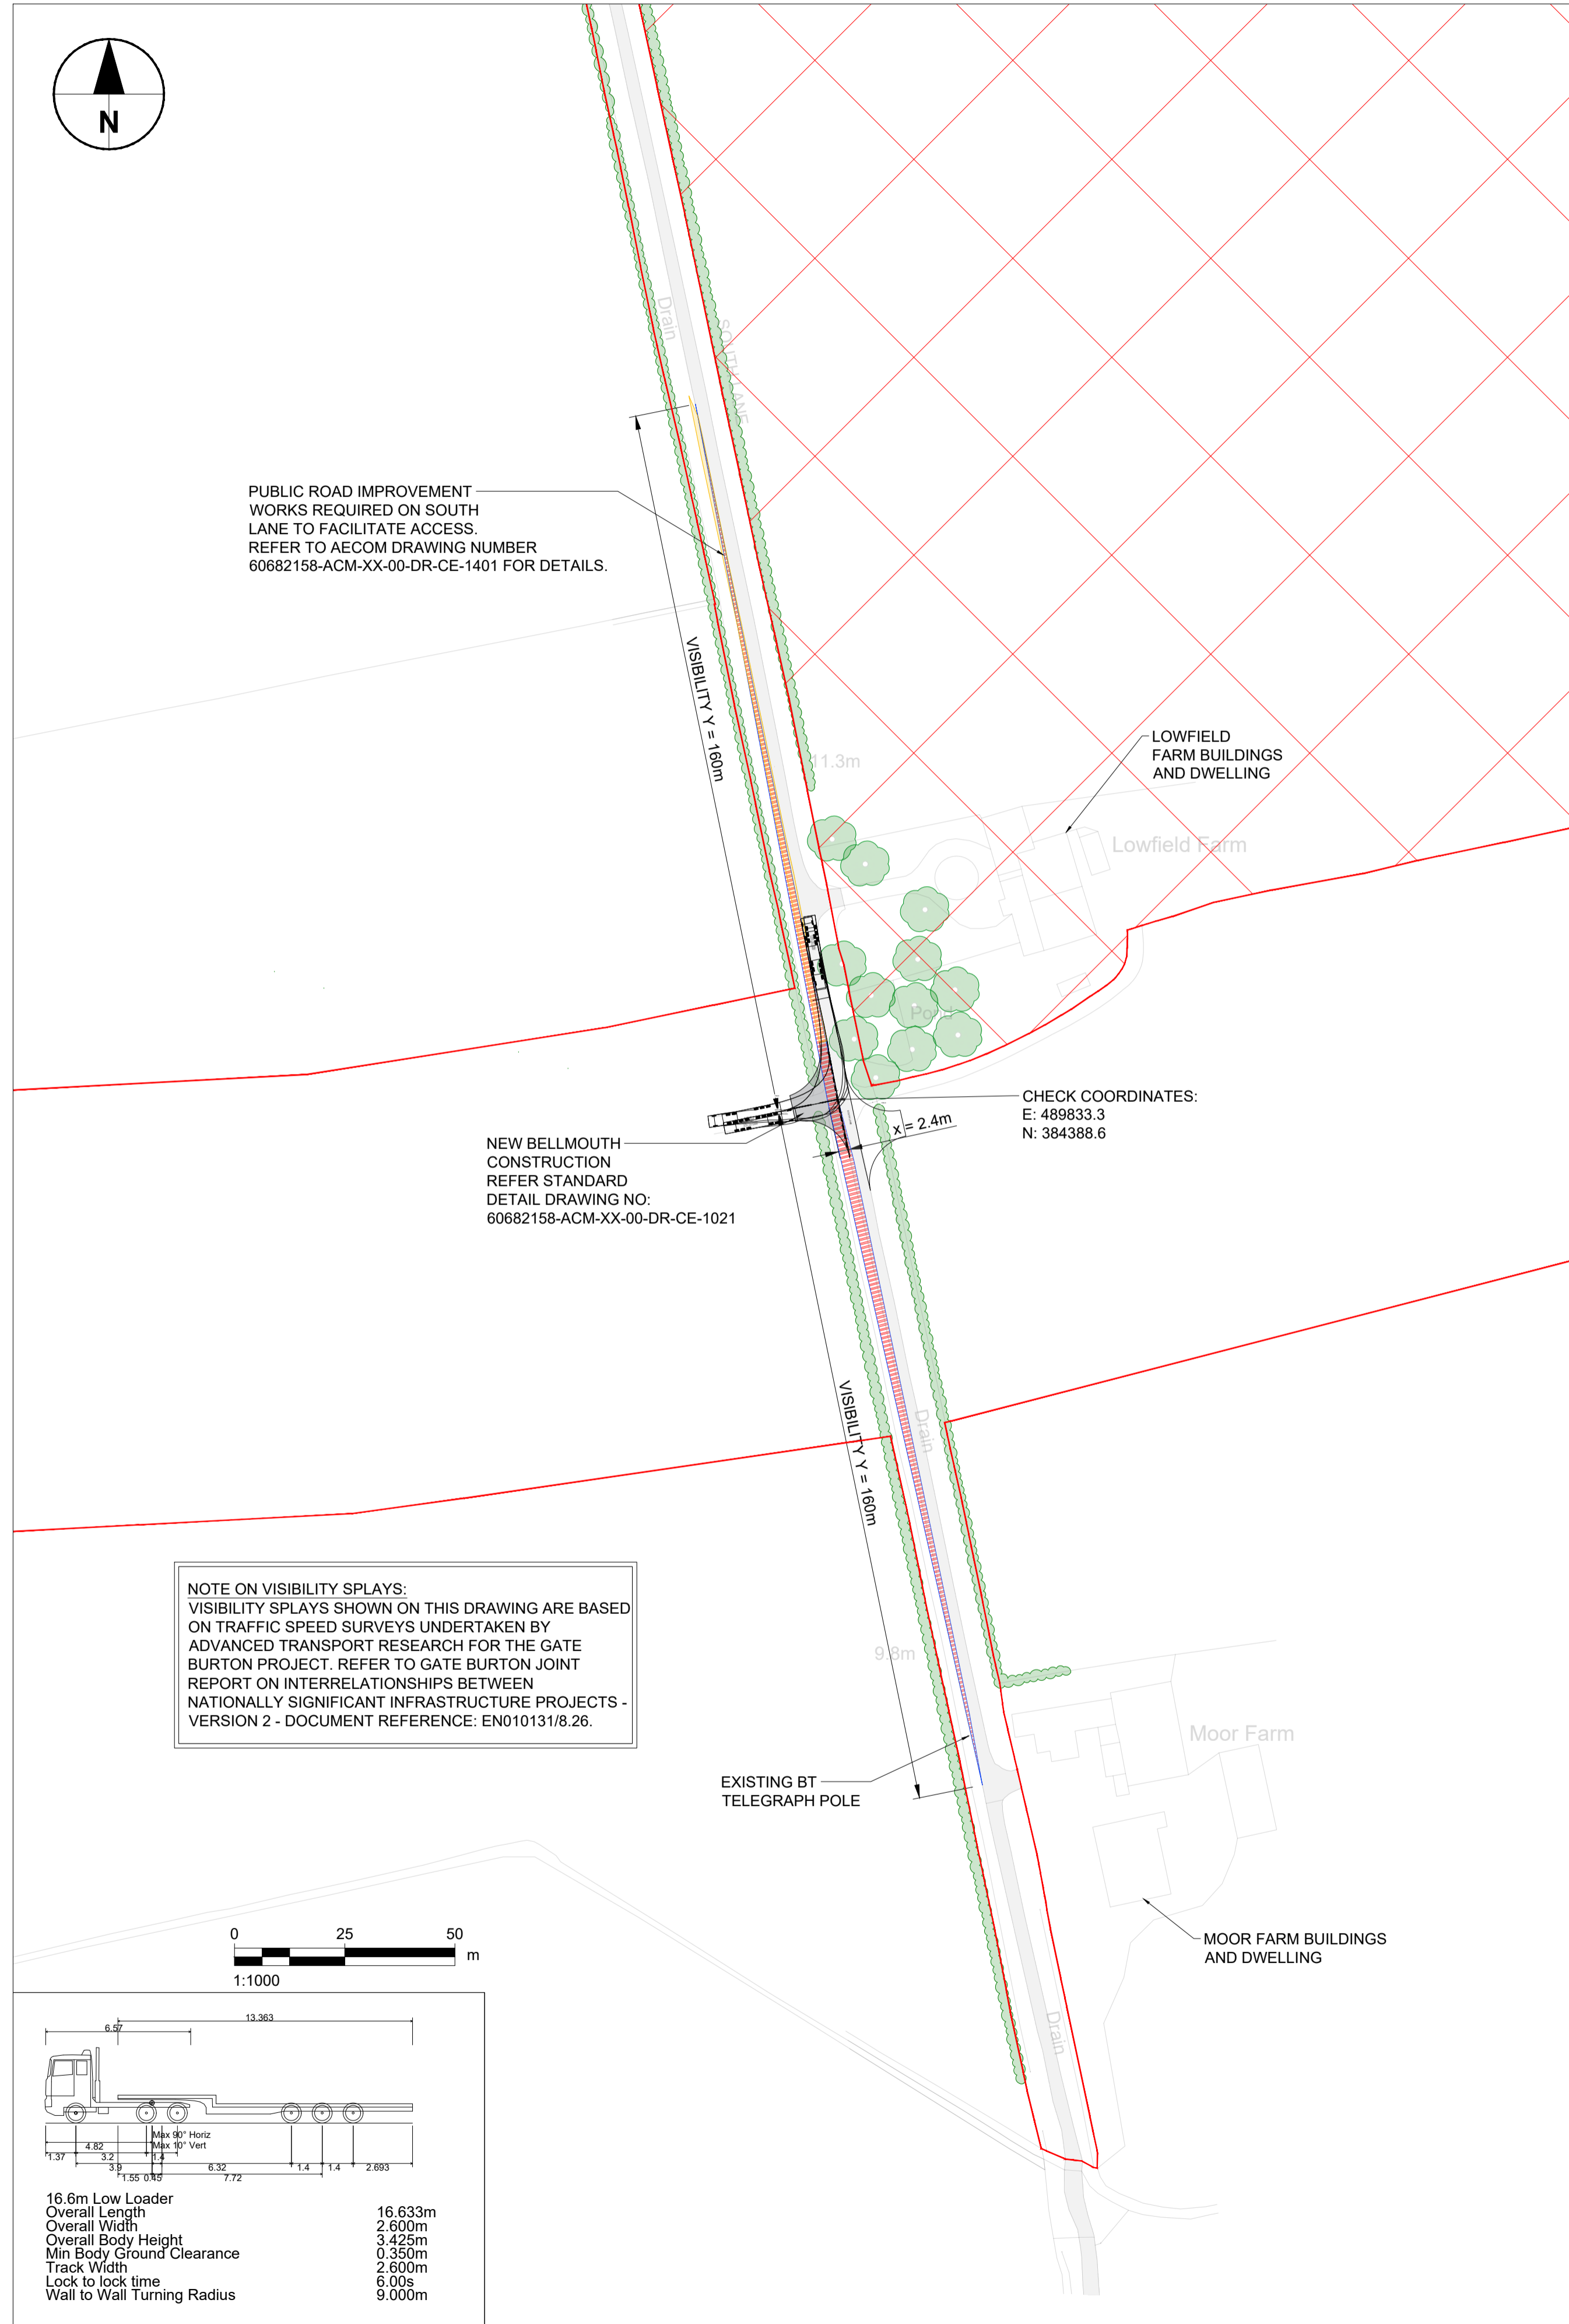 N
Drain
SOUTH LANE
PUBLIC ROAD IMPROVEMENT
WORKS REQUIRED ON SOUTH
LANE TO FACILITATE ACCESS.
REFER TO AECOM DRAWING NUMBER
60682158-ACM-XX-00-DR-CE-1401 FOR DETAILS.
VISIBILITY Y = 160m
11.3m
LOWFIELD
FARM BUILDINGS
AND DWELLING
Lowfield Farm
Pond
CHECK COORDINATES:
E: 489833.3
N: 384388.6
x = 2.4m
NEW BELLMOUTH
CONSTRUCTION
REFER STANDARD
DETAIL DRAWING NO:
60682158-ACM-XX-00-DR-CE-1021
VISIBILITY Y = 160m
Drain
NOTE ON VISIBILITY SPLAYS:
VISIBILITY SPLAYS SHOWN ON THIS DRAWING ARE BASED
ON TRAFFIC SPEED SURVEYS UNDERTAKEN BY
ADVANCED TRANSPORT RESEARCH FOR THE GATE
BURTON PROJECT. REFER TO GATE BURTON JOINT
REPORT ON INTERRELATIONSHIPS BETWEEN
NATIONALLY SIGNIFICANT INFRASTRUCTURE PROJECTS -
VERSION 2 - DOCUMENT REFERENCE: EN010131/8.26.
9.8m
Moor Farm
EXISTING BT
TELEGRAPH POLE
MOOR FARM BUILDINGS
AND DWELLING
Drain
0 25 50
m
1:1000
13.363
6.57
Max 90° Horiz
4.82 Max 10° Vert
1.37 3.2 1.4
3.9 6.32 1.4 1.4 2.693
1.55 0.45 7.72
16.6m Low Loader
Overall Length 16.633m
Overall Width 2.600m
Overall Body Height 3.425m
Min Body Ground Clearance 0.350m
Track Width 2.600m
Lock to lock time 6.00s
Wall to Wall Turning Radius 9.000m